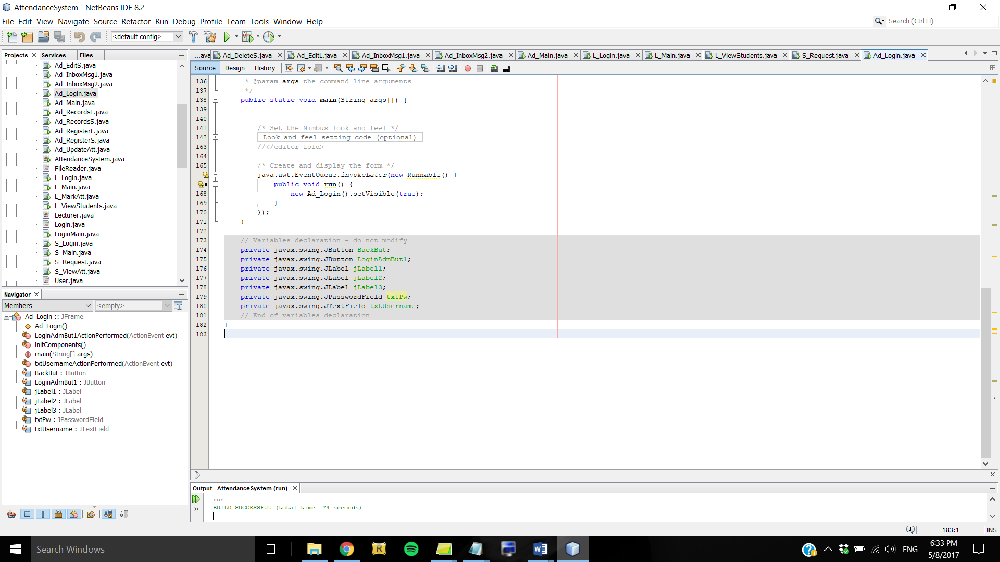 AttendanceSystem - NetBeans IDE 8.2
File Edit View Navigate Source Refactor Run Debug Profile Team Tools Window Help
Search (Ctrl+I)
<default config>
Projects Services Files
...ava Ad_DeleteS.java Ad_EditL.java Ad_InboxMsg1.java Ad_InboxMsg2.java Ad_Main.java L_Login.java L_Main.java L_ViewStudents.java S_Request.java Ad_Login.java
Source Design History
Ad_EditS.java
Ad_InboxMsg1.java
Ad_InboxMsg2.java
Ad_Login.java
Ad_Main.java
Ad_RecordsL.java
Ad_RecordsS.java
Ad_RegisterL.java
Ad_RegisterS.java
Ad_UpdateAtt.java
AttendanceSystem.java
FileReader.java
L_Login.java
L_Main.java
L_MarkAtt.java
L_ViewStudents.java
Lecturer.java
Login.java
LoginMain.java
S_Login.java
S_Main.java
S_Request.java
S_ViewAtt.java
User.java
Navigator
Members <empty>
Ad_Login :: JFrame
Ad_Login()
LoginAdmBut1ActionPerformed(ActionEvent evt)
initComponents()
main(String[] args)
txtUsernameActionPerformed(ActionEvent evt)
BackBut : JButton
LoginAdmBut1 : JButton
jLabel1 : JLabel
jLabel2 : JLabel
jLabel3 : JLabel
txtPw : JPasswordField
txtUsername : JTextField
136 * @param args the command line arguments
137 */
138 public static void main(String args[]) {
139
140
141 /* Set the Nimbus look and feel */
142 Look and feel setting code (optional)
163 //</editor-fold>
164
165 /* Create and display the form */
java.awt.EventQueue.invokeLater(new Runnable() {
public void run() {
168 new Ad_Login().setVisible(true);
169 }
170 });
171 }
172
173 // Variables declaration - do not modify
174 private javax.swing.JButton BackBut;
175 private javax.swing.JButton LoginAdmBut1;
176 private javax.swing.JLabel jLabel1;
177 private javax.swing.JLabel jLabel2;
178 private javax.swing.JLabel jLabel3;
179 private javax.swing.JPasswordField txtPw;
180 private javax.swing.JTextField txtUsername;
181 // End of variables declaration
182 }
183
Output - AttendanceSystem (run)
run:
BUILD SUCCESSFUL (total time: 24 seconds)
183:1 INS
Search Windows
ENG
6:33 PM
5/8/2017